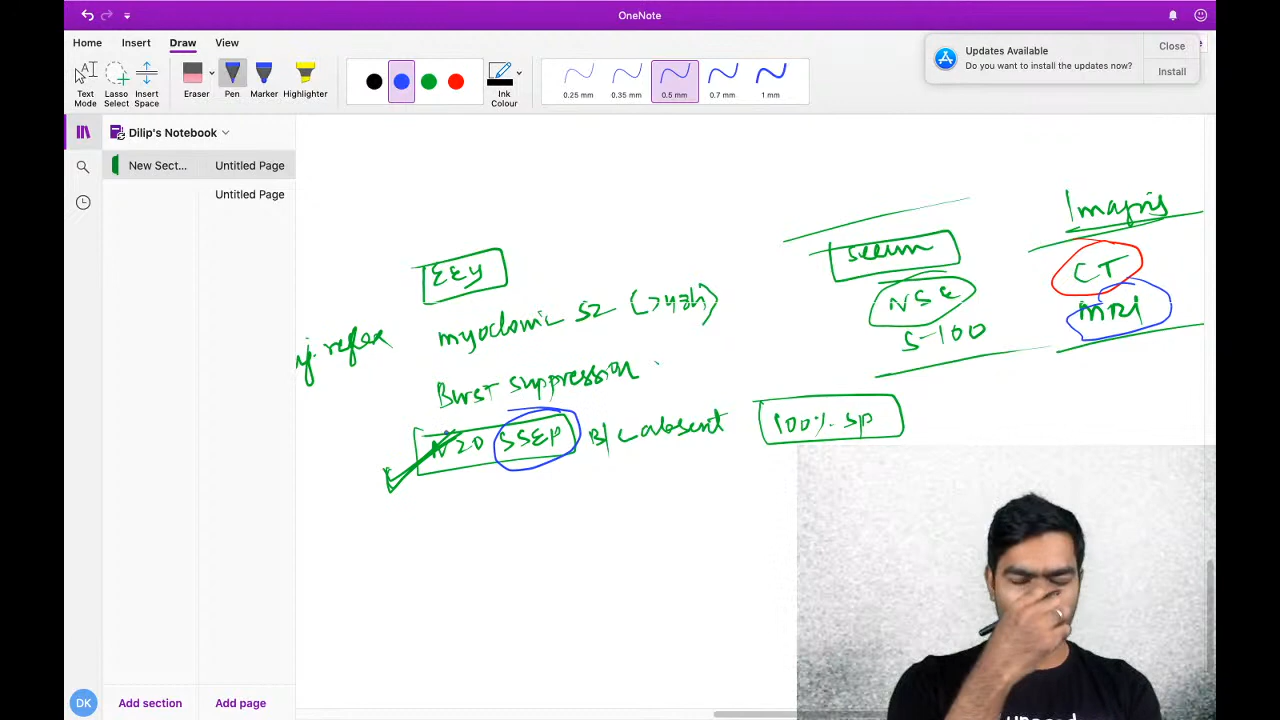 OneNote
Home Insert Draw View
Updates Available
Do you want to install the updates now?
Close
Install
Text Mode
Lasso Select
Insert Space
Eraser
Pen
Marker
Highlighter
Ink Colour
0.25 mm
0.35 mm
0.5 mm
0.7 mm
1 mm
Dilip's Notebook
New Sect...
Untitled Page
Untitled Page
Imaging
CT
MRI
Serum
NSE
S-100
EEG
reflex
myoclonic SZ (>48h)
Burst suppression
N20 SSEP B/L absent 100% sp
DK
Add section
Add page